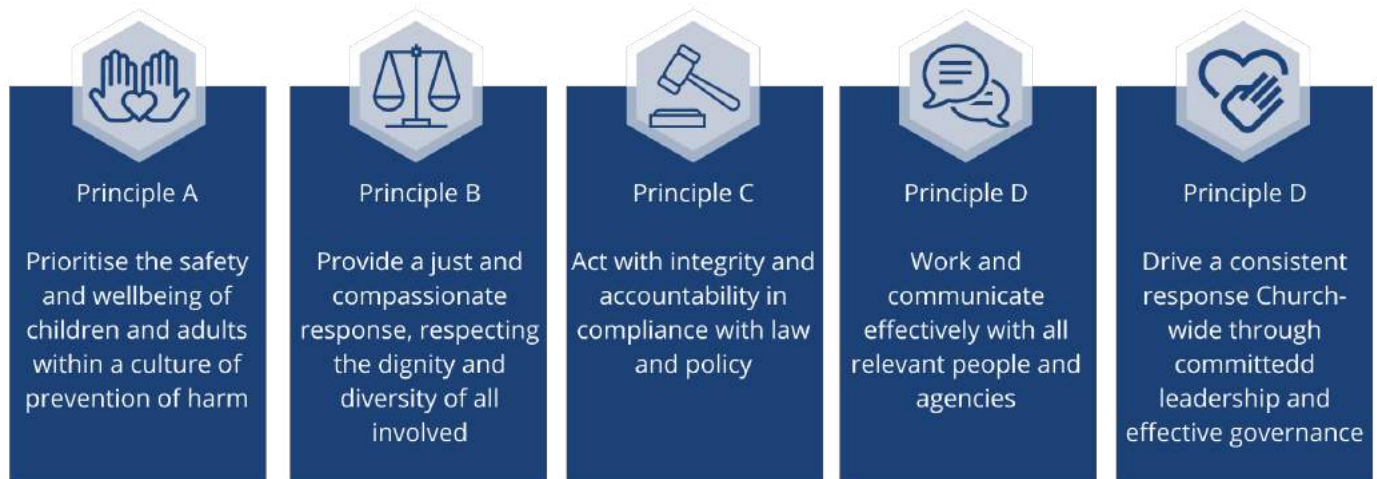 Principle A
Prioritise the safety
and wellbeing of
children and adults
within a culture of
prevention of harm
Principle B
Provide a just and
compassionate
response, respecting
the dignity and
diversity of all
involved
Principle C
Act with integrity and
accountability in
compliance with law
and policy
Principle D
Work and
communicate
effectively with all
relevant people and
agencies
Principle D
Drive a consistent
response Church-
wide through
committedd
leadership and
effective governance